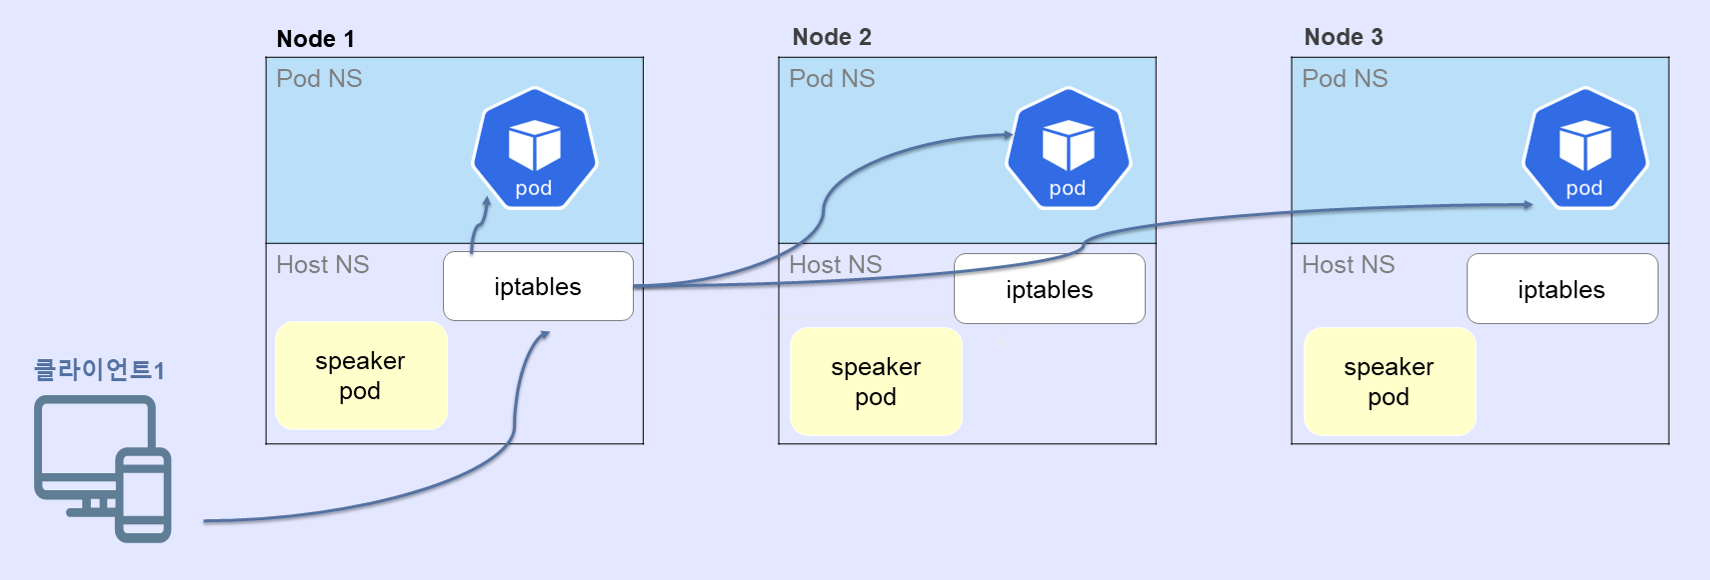 Node 1
Pod NS
pod
Host NS
iptables
speaker
pod
Node 2
Pod NS
pod
Host NS
iptables
speaker
pod
Node 3
Pod NS
pod
Host NS
iptables
speaker
pod
클라이언트1